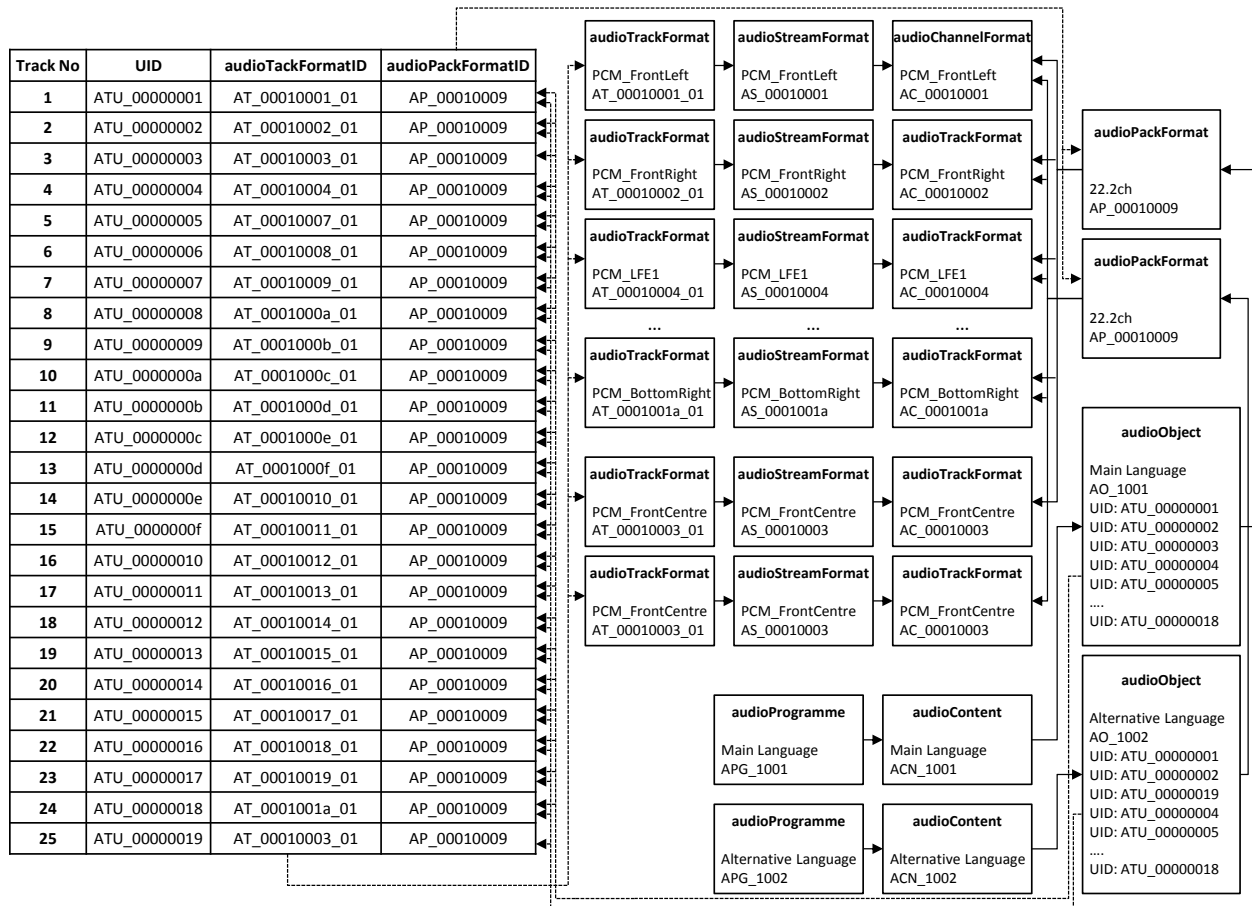 Track No UID audioTackFormatID audioPackFormatID
1 ATU_00000001 AT_00010001_01 AP_00010009
2 ATU_00000002 AT_00010002_01 AP_00010009
3 ATU_00000003 AT_00010003_01 AP_00010009
4 ATU_00000004 AT_00010004_01 AP_00010009
5 ATU_00000005 AT_00010007_01 AP_00010009
6 ATU_00000006 AT_00010008_01 AP_00010009
7 ATU_00000007 AT_00010009_01 AP_00010009
8 ATU_00000008 AT_0001000a_01 AP_00010009
9 ATU_00000009 AT_0001000b_01 AP_00010009
10 ATU_0000000a AT_0001000c_01 AP_00010009
11 ATU_0000000b AT_0001000d_01 AP_00010009
12 ATU_0000000c AT_0001000e_01 AP_00010009
13 ATU_0000000d AT_0001000f_01 AP_00010009
14 ATU_0000000e AT_00010010_01 AP_00010009
15 ATU_0000000f AT_00010011_01 AP_00010009
16 ATU_00000010 AT_00010012_01 AP_00010009
17 ATU_00000011 AT_00010013_01 AP_00010009
18 ATU_00000012 AT_00010014_01 AP_00010009
19 ATU_00000013 AT_00010015_01 AP_00010009
20 ATU_00000014 AT_00010016_01 AP_00010009
21 ATU_00000015 AT_00010017_01 AP_00010009
22 ATU_00000016 AT_00010018_01 AP_00010009
23 ATU_00000017 AT_00010019_01 AP_00010009
24 ATU_00000018 AT_0001001a_01 AP_00010009
25 ATU_00000019 AT_00010003_01 AP_00010009
audioTrackFormat audioStreamFormat audioChannelFormat
PCM_FrontLeft PCM_FrontLeft PCM_FrontLeft
AT_00010001_01 AS_00010001 AC_00010001
audioTrackFormat audioStreamFormat audioTrackFormat
PCM_FrontRight PCM_FrontRight PCM_FrontRight
AT_00010002_01 AS_00010002 AC_00010002
audioTrackFormat audioStreamFormat audioTrackFormat
PCM_LFE1 PCM_LFE1 PCM_LFE1
AT_00010004_01 AS_00010004 AC_00010004
... ... ...
audioTrackFormat audioStreamFormat audioTrackFormat
PCM_BottomRight PCM_BottomRight PCM_BottomRight
AT_0001001a_01 AS_0001001a AC_0001001a
audioTrackFormat audioStreamFormat audioTrackFormat
PCM_FrontCentre PCM_FrontCentre PCM_FrontCentre
AT_00010003_01 AS_00010003 AC_00010003
audioTrackFormat audioStreamFormat audioTrackFormat
PCM_FrontCentre PCM_FrontCentre PCM_FrontCentre
AT_00010003_01 AS_00010003 AC_00010003
audioProgramme audioContent
Main Language Main Language
APG_1001 ACN_1001
audioProgramme audioContent
Alternative Language Alternative Language
APG_1002 ACN_1002
audioPackFormat
22.2ch
AP_00010009
audioPackFormat
22.2ch
AP_00010009
audioObject
Main Language
AO_1001
UID: ATU_00000001
UID: ATU_00000002
UID: ATU_00000003
UID: ATU_00000004
UID: ATU_00000005
....
UID: ATU_00000018
audioObject
Alternative Language
AO_1002
UID: ATU_00000001
UID: ATU_00000002
UID: ATU_00000019
UID: ATU_00000004
UID: ATU_00000005
....
UID: ATU_00000018